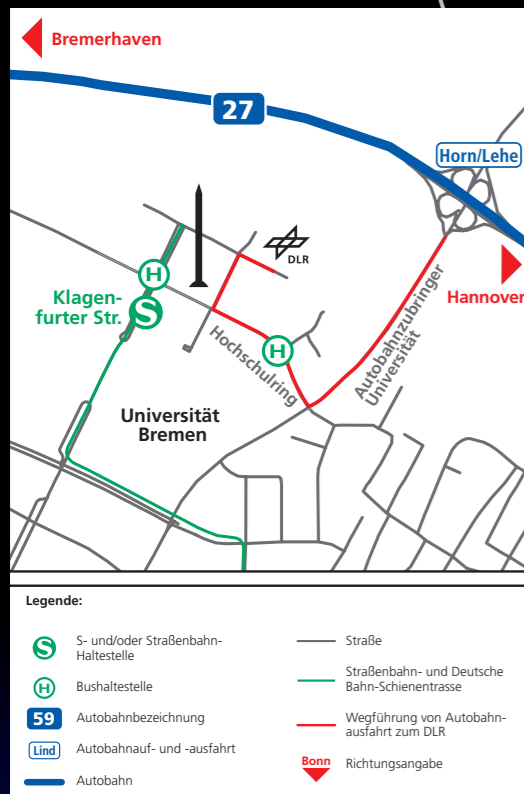 Bremerhaven
27
Horn/Lehe
DLR
H
Klagen-
furter Str.
S
Hannover
Autobahnzubringer
Universität
H
Hochschulring
Universität
Bremen
Legende:
S
S- und/oder Straßenbahn-
Haltestelle
H
Bushaltestelle
59
Autobahnbezeichnung
Lind
Autobahnauf- und -ausfahrt
Autobahn
Straße
Straßenbahn- und Deutsche
Bahn-Schienentrasse
Wegführung von Autobahn-
ausfahrt zum DLR
Bonn
Richtungsangabe